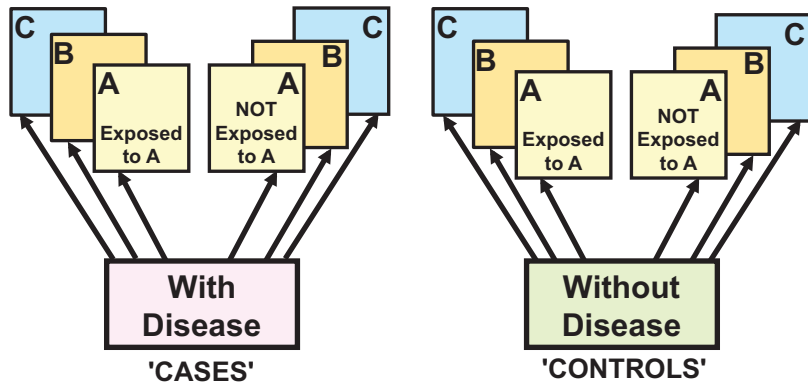 C
B
A
Exposed
to A
C
B
A
NOT
Exposed
to A
With
Disease
'CASES'
C
B
A
Exposed
to A
C
B
A
NOT
Exposed
to A
Without
Disease
'CONTROLS'